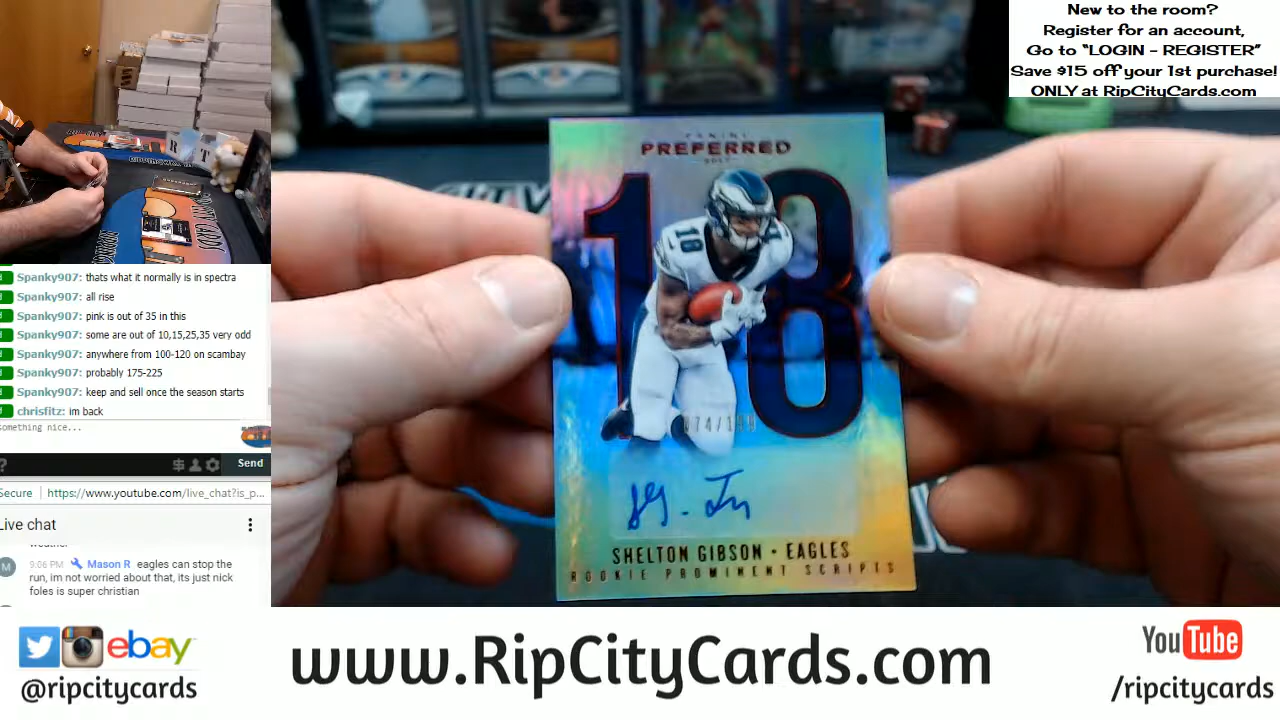 New to the room?
Register for an account,
Go to “LOGIN - REGISTER”
Save $15 off your 1st purchase!
ONLY at RipCityCards.com
PANINI
PREFERRED
2017
18
18
SHELTON GIBSON · EAGLES
ROOKIE PROMINENT SCRIPTS
Spanky907: thats what it normally is in spectra
Spanky907: all rise
Spanky907: pink is out of 35 in this
Spanky907: some are out of 10,15,25,35 very odd
Spanky907: anywhere from 100-120 on scambay
Spanky907: probably 175-225
Spanky907: keep and sell once the season starts
chrisfitz: im back
something nice...
Send
Secure https://www.youtube.com/live_chat?is_p...
Live chat
M 9:06 PM Mason R eagles can stop the
run, im not worried about that, its just nick
foles is super christian
ebay
@ripcitycards
www.RipCityCards.com
YouTube
/ripcitycards